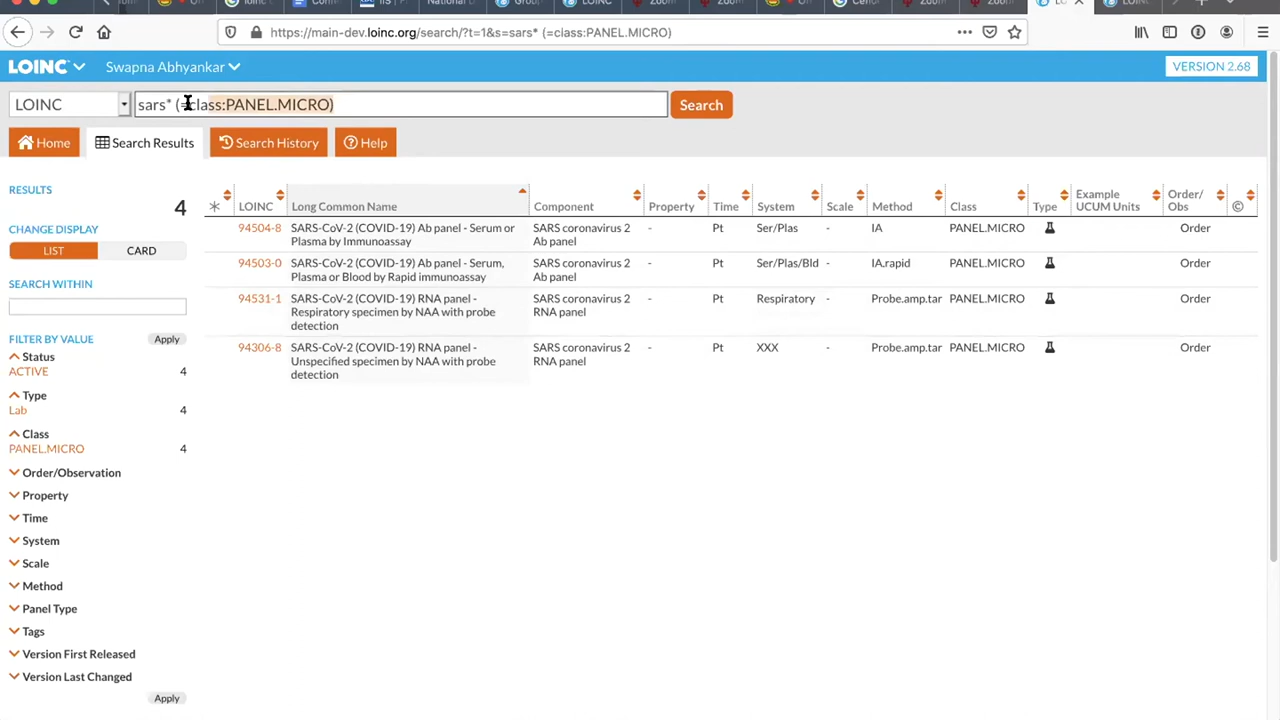 https://main-dev.loinc.org/search/?t=1&s=sars* (=class:PANEL.MICRO)
LOINC Swapna Abhyankar VERSION 2.68
LOINC sars* (=class:PANEL.MICRO) Search
Home Search Results Search History Help
RESULTS
4
CHANGE DISPLAY
LIST CARD
SEARCH WITHIN
FILTER BY VALUE Apply
Status
ACTIVE 4
Type
Lab 4
Class
PANEL.MICRO 4
Order/Observation
Property
Time
System
Scale
Method
Panel Type
Tags
Version First Released
Version Last Changed
Apply
* LOINC Long Common Name Component Property Time System Scale Method Class Type Example UCUM Units Order/ Obs ©
94504-8 SARS-CoV-2 (COVID-19) Ab panel - Serum or SARS coronavirus 2 - Pt Ser/Plas - IA PANEL.MICRO Order
Plasma by Immunoassay Ab panel
94503-0 SARS-CoV-2 (COVID-19) Ab panel - Serum, SARS coronavirus 2 - Pt Ser/Plas/Bld - IA.rapid PANEL.MICRO Order
Plasma or Blood by Rapid immunoassay Ab panel
94531-1 SARS-CoV-2 (COVID-19) RNA panel - SARS coronavirus 2 - Pt Respiratory - Probe.amp.tar PANEL.MICRO Order
Respiratory specimen by NAA with probe RNA panel
detection
94306-8 SARS-CoV-2 (COVID-19) RNA panel - SARS coronavirus 2 - Pt XXX - Probe.amp.tar PANEL.MICRO Order
Unspecified specimen by NAA with probe RNA panel
detection